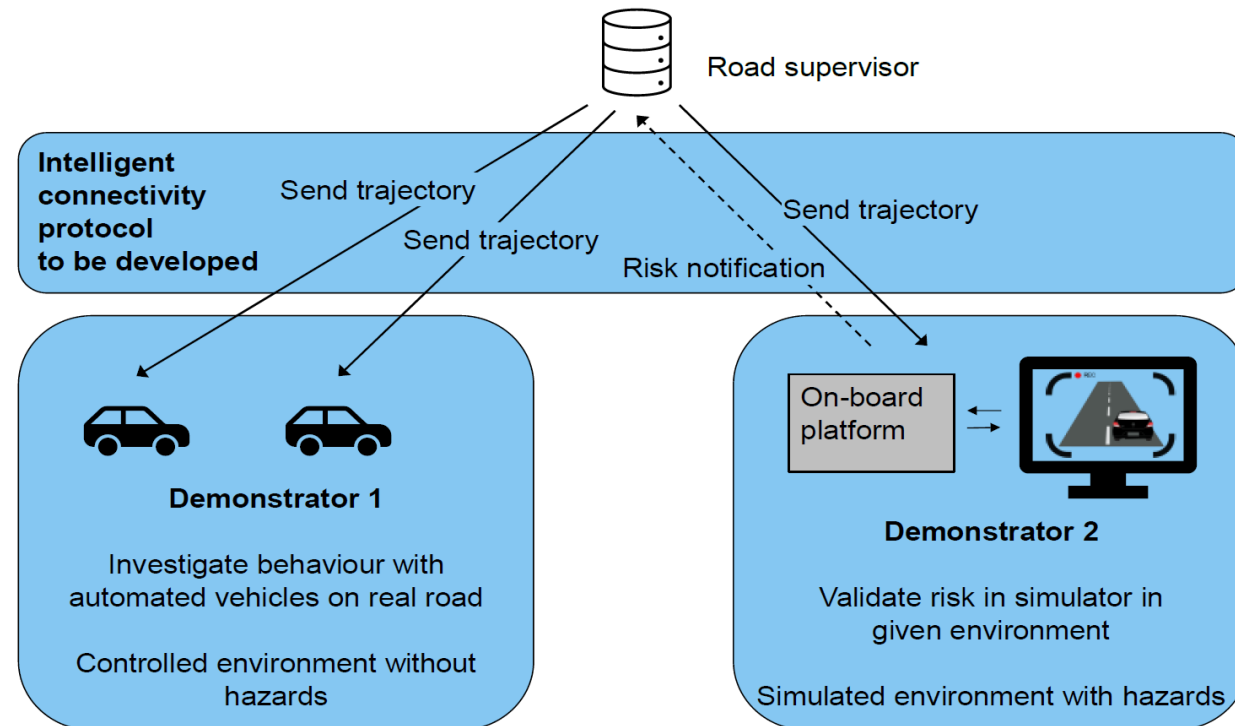 Road supervisor
Intelligent
connectivity
protocol
to be developed
Send trajectory
Send trajectory
Send trajectory
Risk notification
Demonstrator 1
Investigate behaviour with
automated vehicles on real road
Controlled environment without
hazards
On-board
platform
REC
Demonstrator 2
Validate risk in simulator in
given environment
Simulated environment with hazards